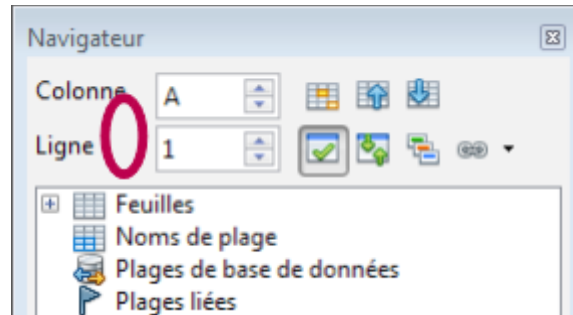 Navigateur
Colonne A
Ligne 1
Feuilles
Noms de plage
Plages de base de données
Plages liées